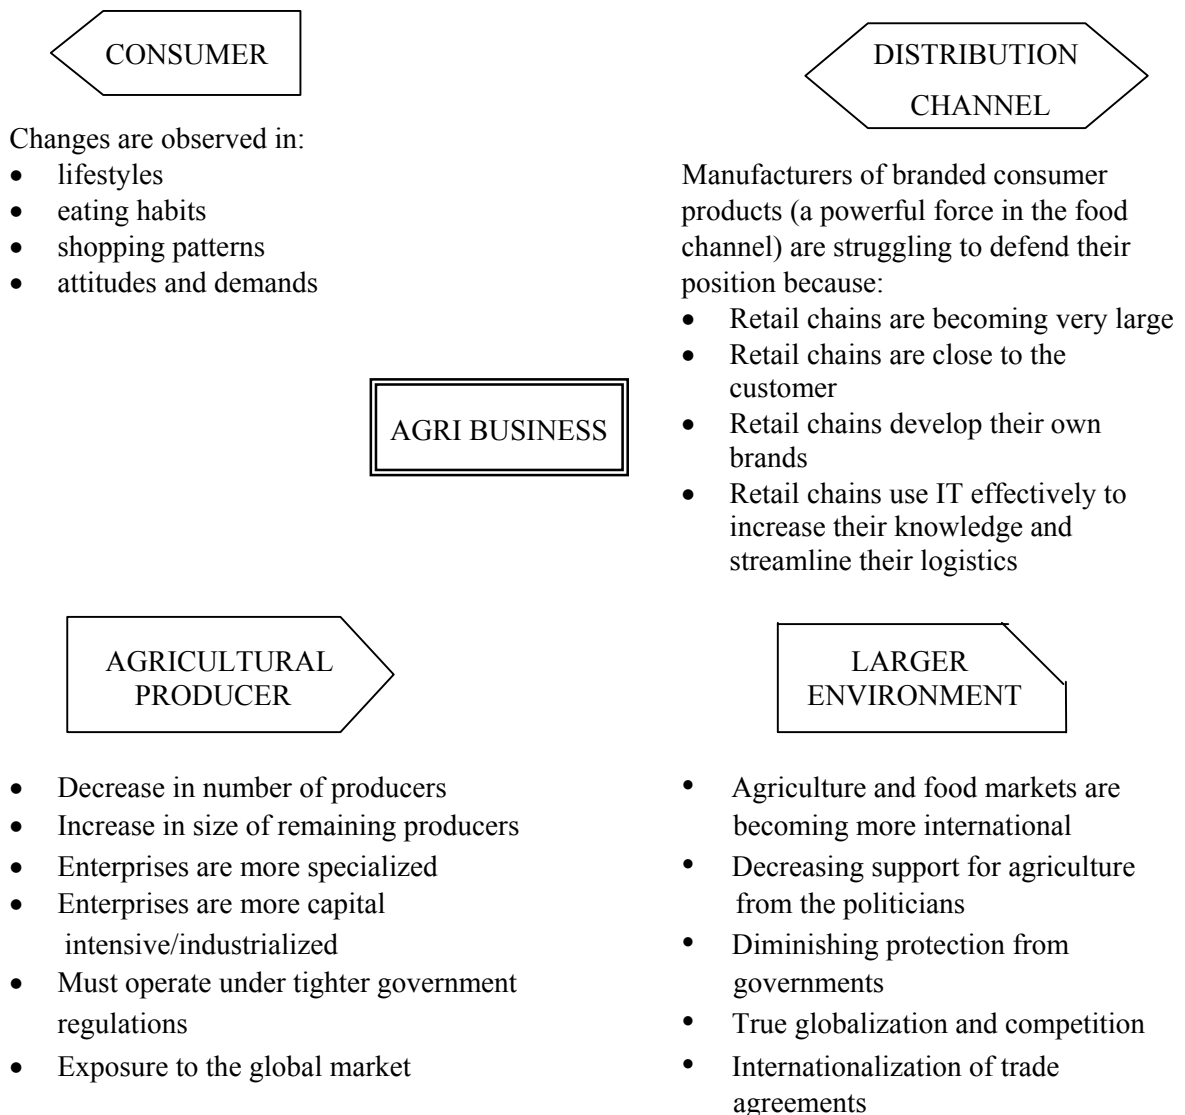 CONSUMER
Changes are observed in:
• lifestyles
• eating habits
• shopping patterns
• attitudes and demands
DISTRIBUTION
CHANNEL
Manufacturers of branded consumer
products (a powerful force in the food
channel) are struggling to defend their
position because:
• Retail chains are becoming very large
• Retail chains are close to the
customer
• Retail chains develop their own
brands
• Retail chains use IT effectively to
increase their knowledge and
streamline their logistics
AGRI BUSINESS
AGRICULTURAL
PRODUCER
• Decrease in number of producers
• Increase in size of remaining producers
• Enterprises are more specialized
• Enterprises are more capital
intensive/industrialized
• Must operate under tighter government
regulations
• Exposure to the global market
LARGER
ENVIRONMENT
• Agriculture and food markets are
becoming more international
• Decreasing support for agriculture
from the politicians
• Diminishing protection from
governments
• True globalization and competition
• Internationalization of trade
agreements